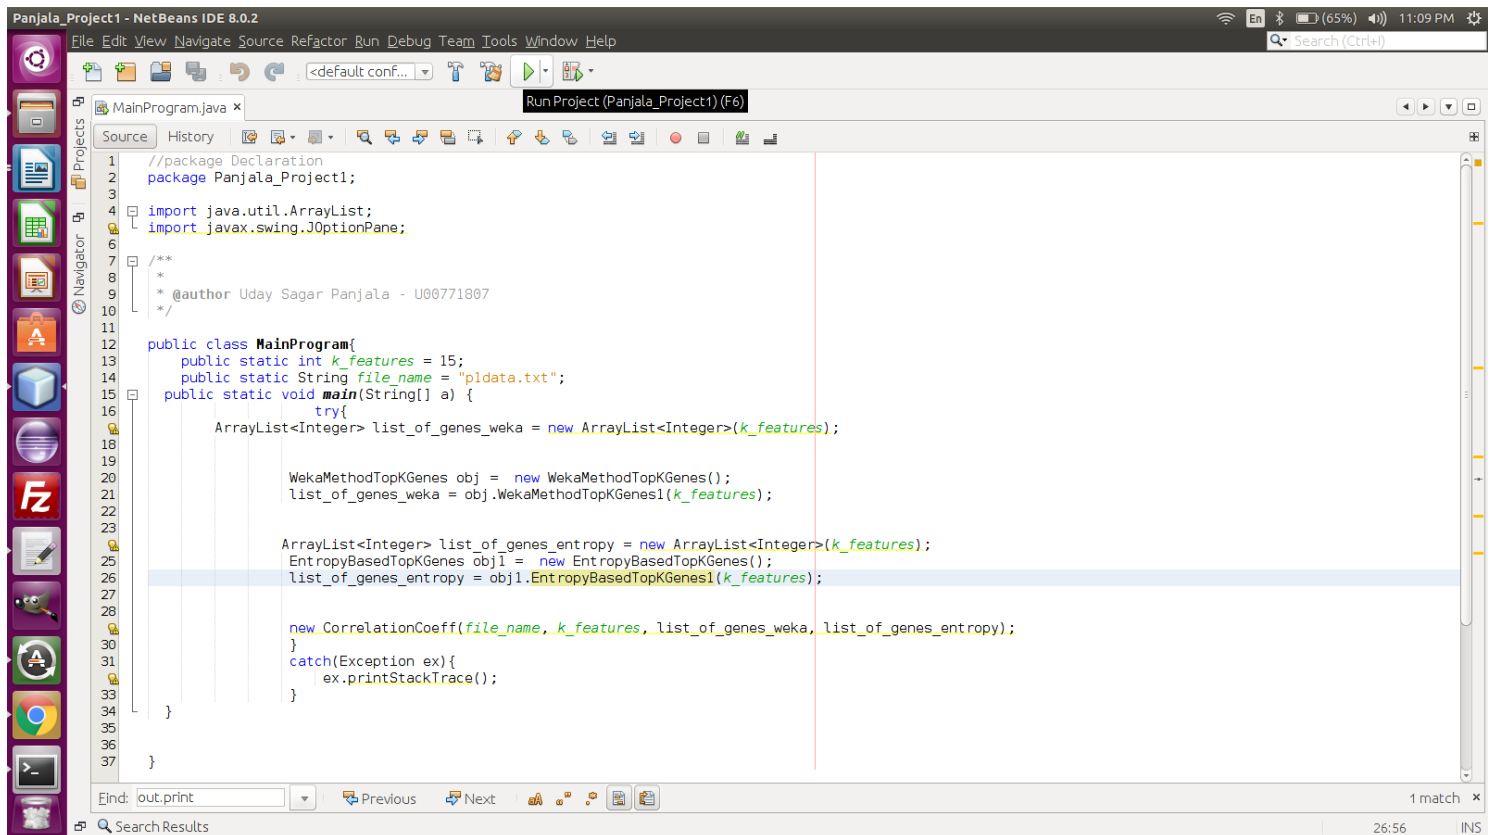 Panjala_Project1 - NetBeans IDE 8.0.2
En (65%) 11:09 PM
File Edit View Navigate Source Refactor Run Debug Team Tools Window Help
Search (Ctrl+I)
<default conf...
Run Project (Panjala_Project1) (F6)
MainProgram.java ×
Source History
Projects
Navigator
1 //package Declaration
2 package Panjala_Project1;
3
4 import java.util.ArrayList;
import javax.swing.JOptionPane;
6
7 /**
8 *
9 * @author Uday Sagar Panjala - U00771807
10 */
11
12 public class MainProgram{
13 public static int k_features = 15;
14 public static String file_name = "p1data.txt";
15 public static void main(String[] a) {
16 try{
ArrayList<Integer> list_of_genes_weka = new ArrayList<Integer>(k_features);
18
19
20 WekaMethodTopKGenes obj =  new WekaMethodTopKGenes();
21 list_of_genes_weka = obj.WekaMethodTopKGenes1(k_features);
22
23
ArrayList<Integer> list_of_genes_entropy = new ArrayList<Integer>(k_features);
25 EntropyBasedTopKGenes obj1 =  new EntropyBasedTopKGenes();
26 list_of_genes_entropy = obj1.EntropyBasedTopKGenes1(k_features);
27
28
new CorrelationCoeff(file_name, k_features, list_of_genes_weka, list_of_genes_entropy);
30 }
31 catch(Exception ex){
ex.printStackTrace();
33 }
34 }
35
36
37 }
Find: out.print Previous Next 1 match ×
Search Results
26:56 INS